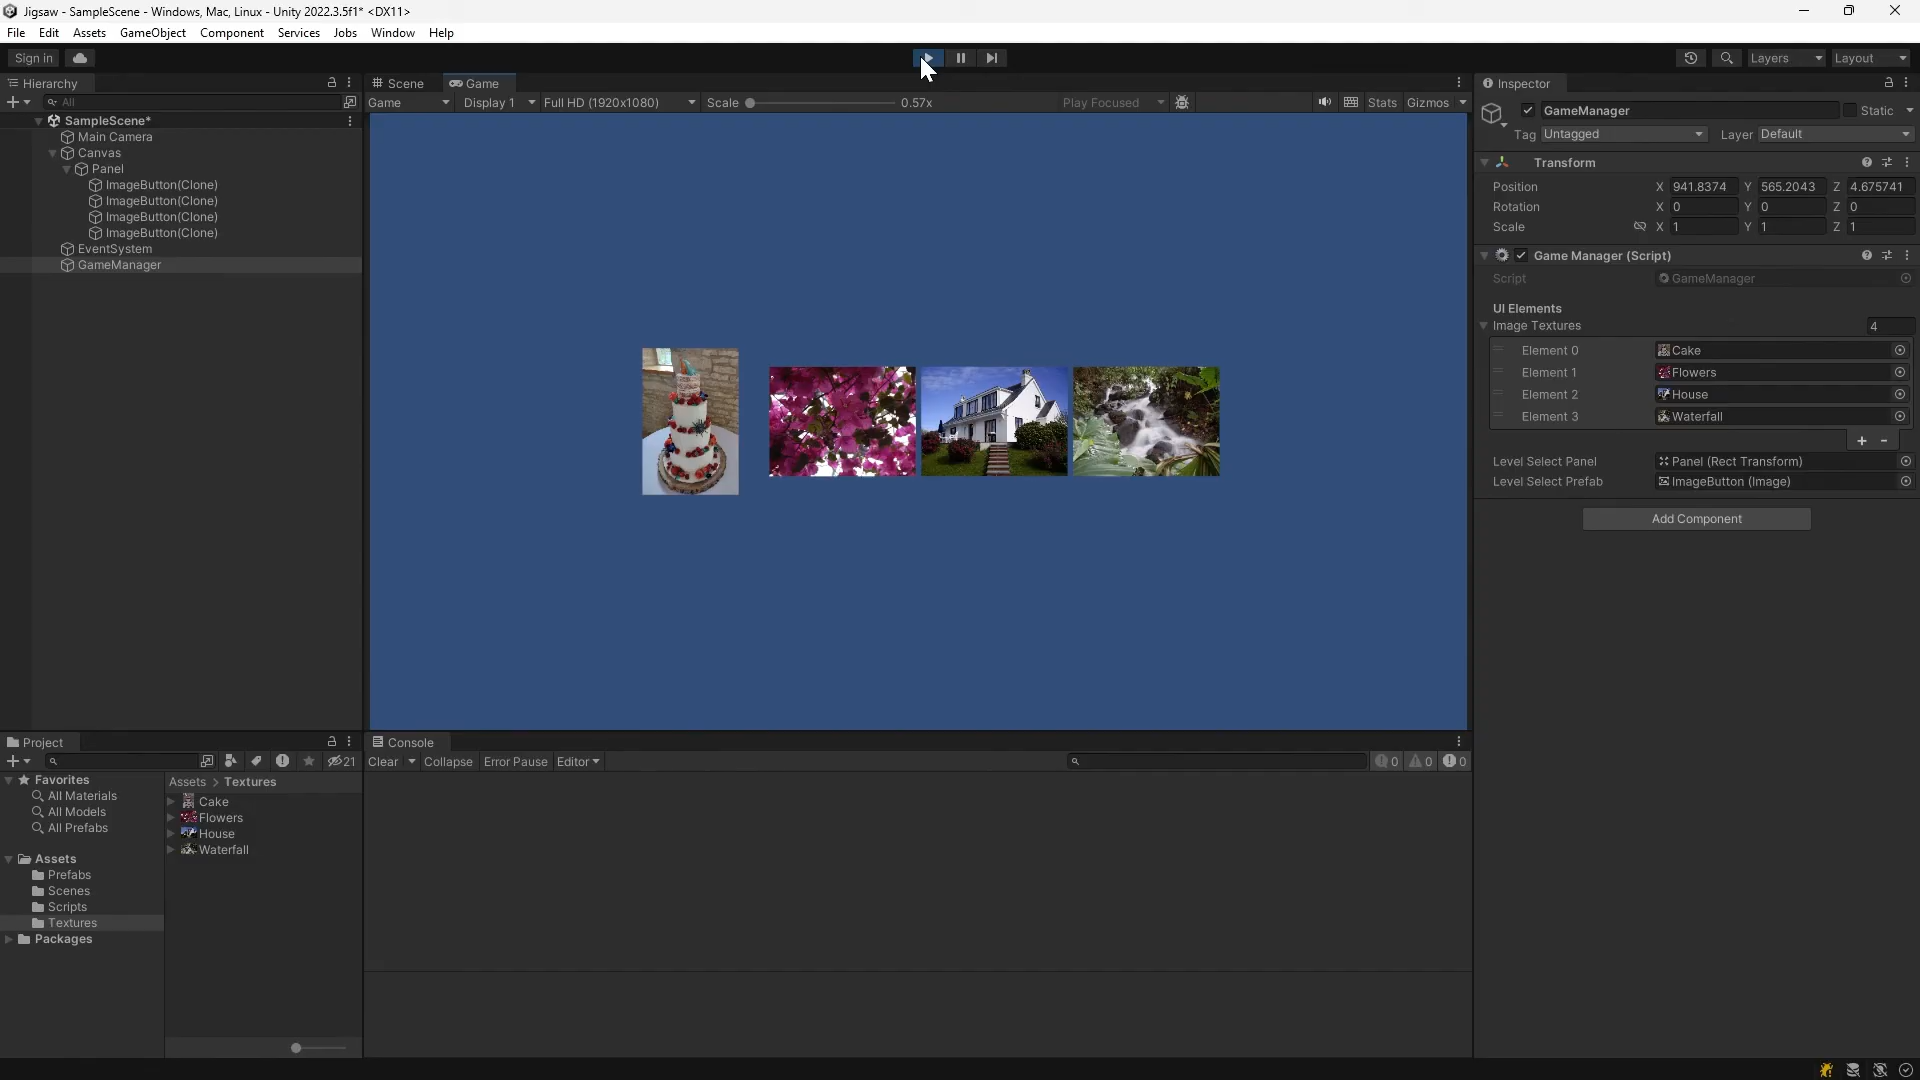 Jigsaw - SampleScene - Windows, Mac, Linux - Unity 2022.3.5f1* <DX11>
File Edit Assets GameObject Component Services Jobs Window Help
Sign in
Layers
Layout
Hierarchy
All
SampleScene*
Main Camera
Canvas
Panel
ImageButton(Clone)
ImageButton(Clone)
ImageButton(Clone)
ImageButton(Clone)
EventSystem
GameManager
Scene Game
Game Display 1 Full HD (1920x1080) Scale 0.57x Play Focused Stats Gizmos
Inspector
GameManager Static
Tag Untagged Layer Default
Transform
Position X 941.8374 Y 565.2043 Z 4.675741
Rotation X 0 Y 0 Z 0
Scale X 1 Y 1 Z 1
Game Manager (Script)
Script GameManager
UI Elements
Image Textures 4
Element 0 Cake
Element 1 Flowers
Element 2 House
Element 3 Waterfall
+ -
Level Select Panel Panel (Rect Transform)
Level Select Prefab ImageButton (Image)
Add Component
Project
21
Favorites
All Materials
All Models
All Prefabs
Assets
Prefabs
Scenes
Scripts
Textures
Packages
Assets > Textures
Cake
Flowers
House
Waterfall
Console
Clear Collapse Error Pause Editor
0 0 0